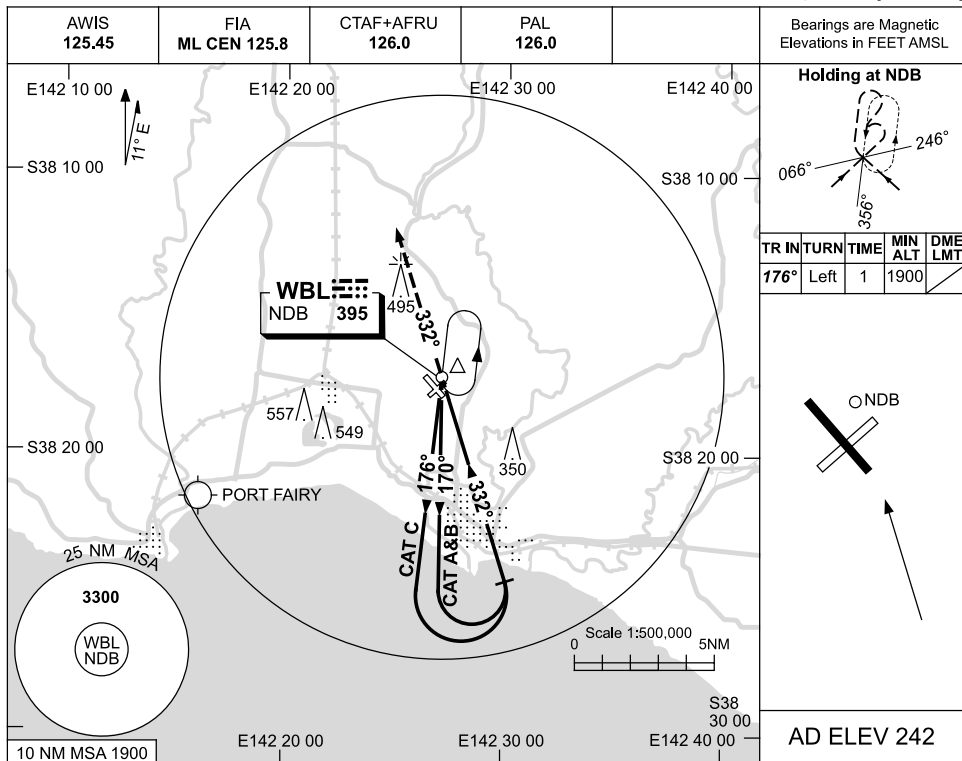 AWIS
125.45
FIA
ML CEN 125.8
CTAF+AFRU
126.0
PAL
126.0
Bearings are Magnetic
Elevations in FEET AMSL
E142 10 00
E142 20 00
E142 30 00
E142 40 00
11° E
S38 10 00
S38 10 00
Holding at NDB
066°
246°
356°
TR IN
TURN
TIME
MIN ALT
DME LMT
176°
Left
1
1900
WBL
NDB 395
495
332°
557
549
350
S38 20 00
S38 20 00
176°
170°
332°
CAT C
CAT A&B
PORT FAIRY
NDB
25 NM MSA
3300
WBL
NDB
Scale 1:500,000
0
5NM
S38
30 00
10 NM MSA 1900
E142 20 00
E142 30 00
E142 40 00
AD ELEV 242